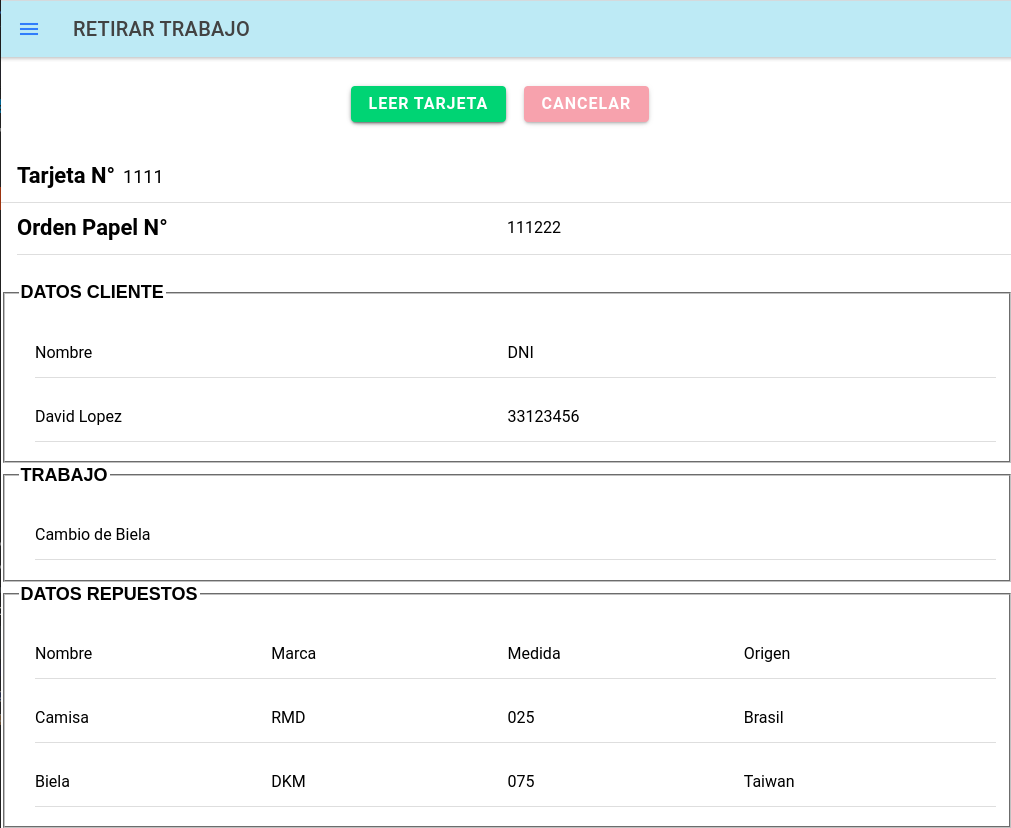 RETIRAR TRABAJO
LEER TARJETA CANCELAR
Tarjeta N° 1111
Orden Papel N° 111222
DATOS CLIENTE
Nombre DNI
David Lopez 33123456
TRABAJO
Cambio de Biela
DATOS REPUESTOS
Nombre Marca Medida Origen
Camisa RMD 025 Brasil
Biela DKM 075 Taiwan